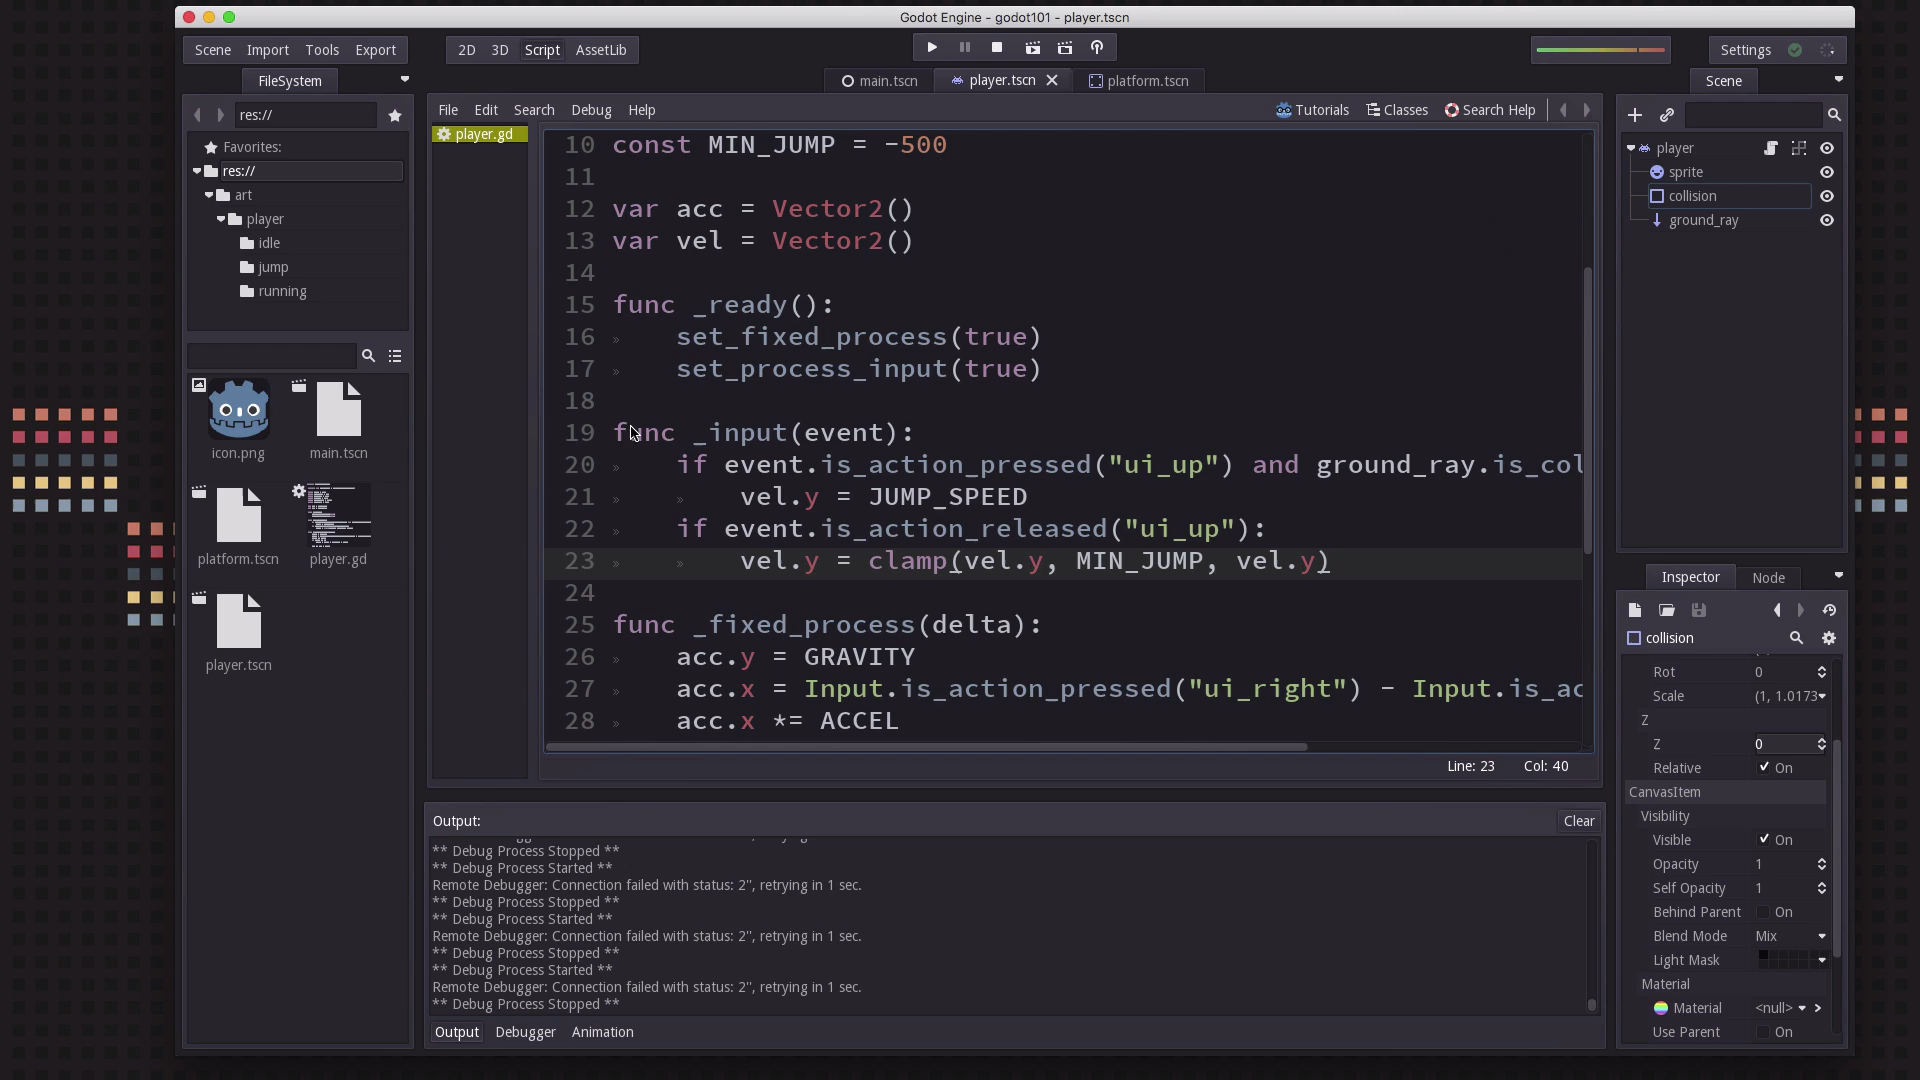 Godot Engine - godot101 - player.tscn
Scene Import Tools Export 2D 3D Script AssetLib Settings
FileSystem main.tscn player.tscn platform.tscn Scene
res://
Favorites:
res://
art
player
idle
jump
running
icon.png main.tscn
platform.tscn player.gd
player.tscn
File Edit Search Debug Help Tutorials Classes Search Help
player.gd
10 const MIN_JUMP = -500
11
12 var acc = Vector2()
13 var vel = Vector2()
14
15 func _ready():
16 » set_fixed_process(true)
17 » set_process_input(true)
18
19 func _input(event):
20 » if event.is_action_pressed("ui_up") and ground_ray.is_col
21 » » vel.y = JUMP_SPEED
22 » if event.is_action_released("ui_up"):
23 » » vel.y = clamp(vel.y, MIN_JUMP, vel.y)
24
25 func _fixed_process(delta):
26 » acc.y = GRAVITY
27 » acc.x = Input.is_action_pressed("ui_right") - Input.is_ac
28 » acc.x *= ACCEL
Line: 23 Col: 40
Output: Clear
** Debug Process Stopped **
** Debug Process Started **
Remote Debugger: Connection failed with status: 2'', retrying in 1 sec.
** Debug Process Stopped **
** Debug Process Started **
Remote Debugger: Connection failed with status: 2'', retrying in 1 sec.
** Debug Process Stopped **
** Debug Process Started **
Remote Debugger: Connection failed with status: 2'', retrying in 1 sec.
** Debug Process Stopped **
Output Debugger Animation
player
sprite
collision
ground_ray
Inspector Node
collision
Rot 0
Scale (1, 1.0173
Z
Z 0
Relative On
CanvasItem
Visibility
Visible On
Opacity 1
Self Opacity 1
Behind Parent On
Blend Mode Mix
Light Mask
Material
Material <null>
Use Parent On